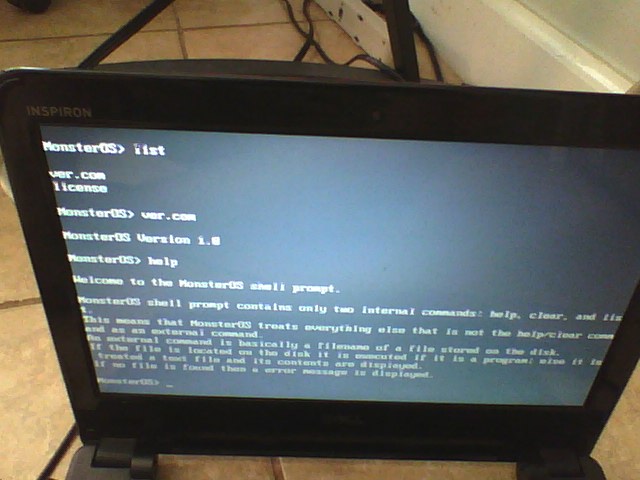 INSPIRON
MonsterOS> list
ver.com
license
MonsterOS> ver.com
MonsterOS Version 1.0
MonsterOS> help
Welcome to the MonsterOS shell prompt.
MonsterOS shell prompt contains only two internal commands: help, clear, and lis
t.
This means that MonsterOS treats everything else that is not the help/clear comm
and as an external command.
An external command is basically a filename of a file stored on the disk.
If the file is located on the disk it is executed if it is a program; else it is
treated a text file and its contents are displayed.
If no file is found then a error message is displayed.
MonsterOS> _
DELL